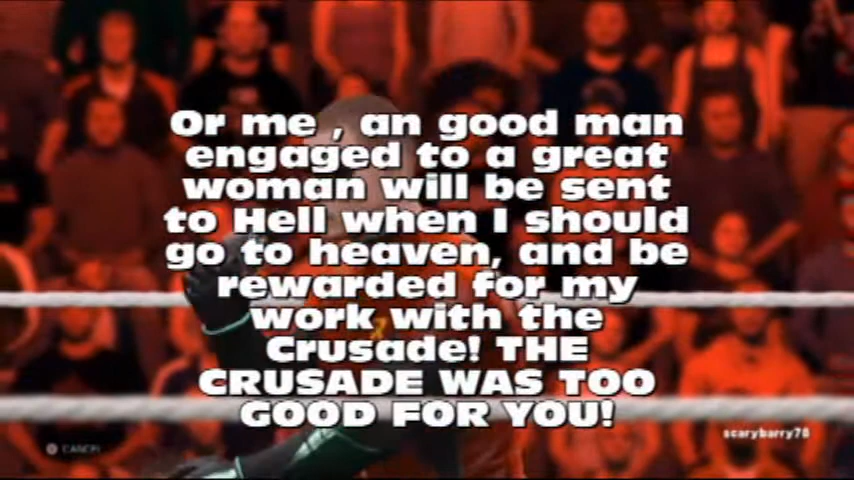 Or me , an good man
engaged to a great
woman will be sent
to Hell when I should
go to heaven, and be
rewarded for my
work with the
Crusade! THE
CRUSADE WAS TOO
GOOD FOR YOU!
scarybarry78
CANCEL